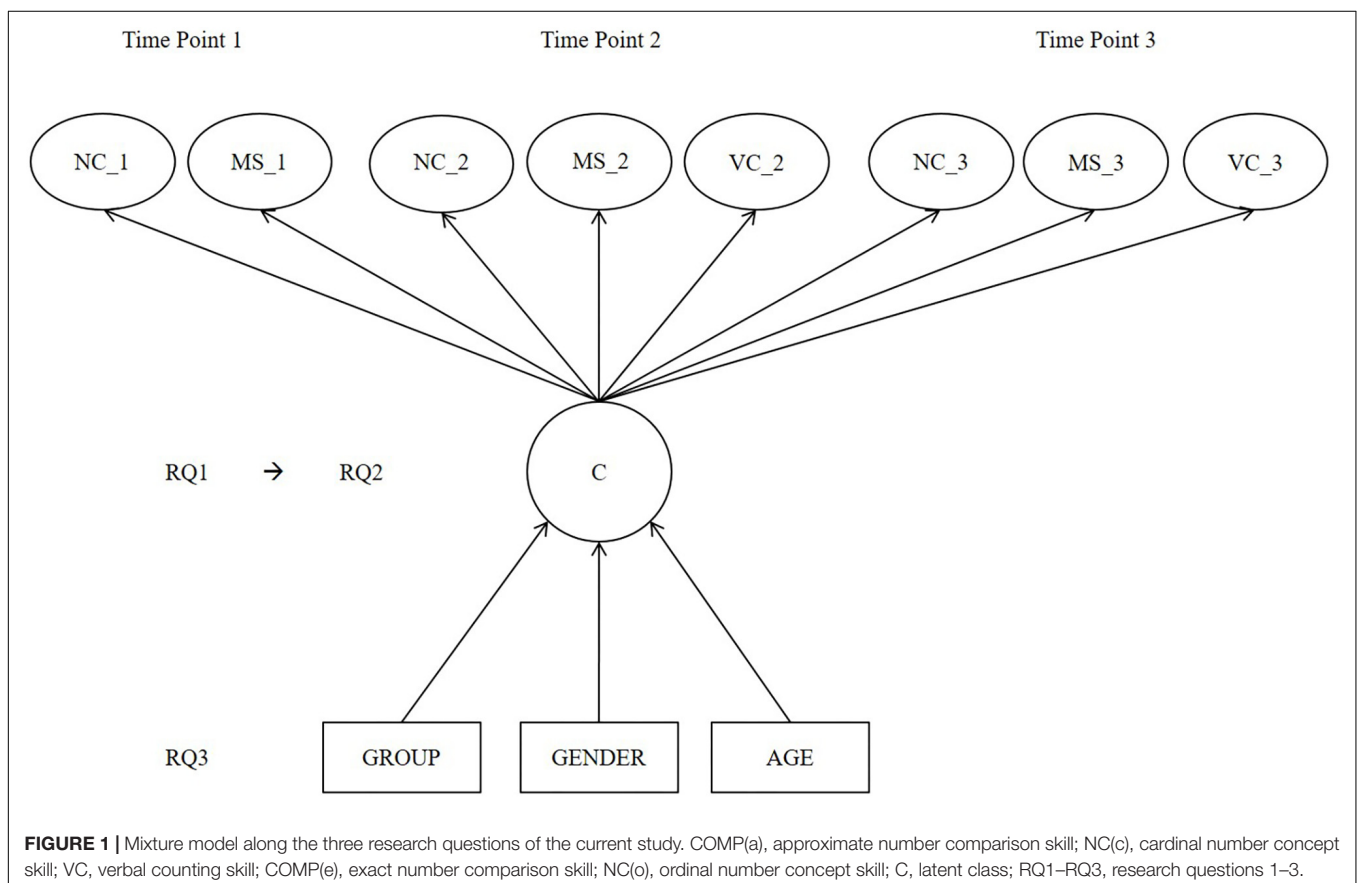 Time Point 1 Time Point 2 Time Point 3
NC_1 MS_1 NC_2 MS_2 VC_2 NC_3 MS_3 VC_3
RQ1 → RQ2 C
RQ3 GROUP GENDER AGE
FIGURE 1 | Mixture model along the three research questions of the current study. COMP(a), approximate number comparison skill; NC(c), cardinal number concept
skill; VC, verbal counting skill; COMP(e), exact number comparison skill; NC(o), ordinal number concept skill; C, latent class; RQ1–RQ3, research questions 1–3.